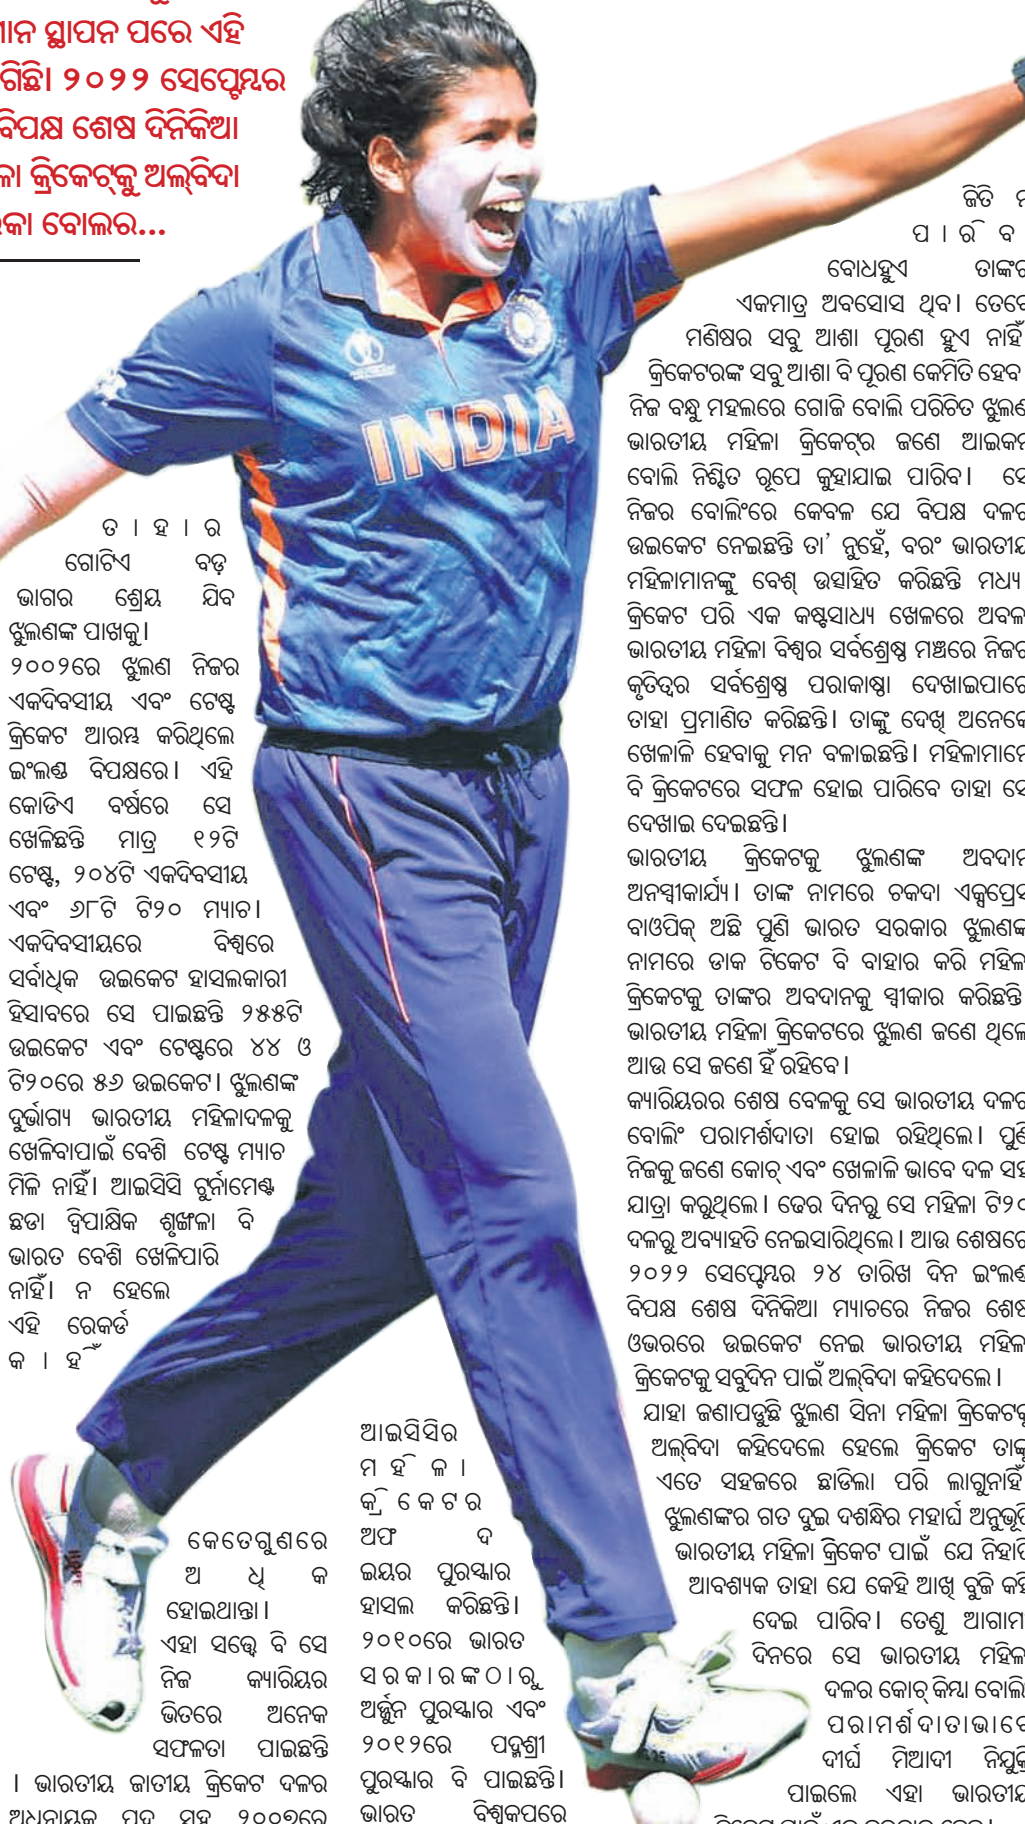 ମାନ ସ୍ଥାପନ ପରେ ଏହି
୨୦୨୨ ସେପ୍ଟେମ୍ବର
ବିପକ୍ଷ ଶେଷ ଦିନିକିଆ
କ୍ରିକେଟ୍‌କୁ ଅଲ୍‌ବିଦା
ବୋଲର...
INDIA
ତାହାର
ଗୋଟିଏ ବଡ଼
ଭାଗର ଶ୍ରେୟ ଯିବ
ଝୁଲଣଙ୍କ ପାଖକୁ।
୨୦୦୨ରେ ଝୁଲଣ ନିଜର
ଏକଦିବସୀୟ ଏବଂ ଟେଷ୍ଟ
କ୍ରିକେଟ ଆରମ୍ଭ କରିଥିଲେ
ଇଂଲଣ୍ଡ ବିପକ୍ଷରେ। ଏହି
କୋଡିଏ ବର୍ଷରେ ସେ
ଖେଳିଛନ୍ତି ମାତ୍ର ୧୨ଟି
ଟେଷ୍ଟ, ୨୦୪ଟି ଏକଦିବସୀୟ
ଏବଂ ୬୮ଟି ଟି୨୦ ମ୍ୟାଚ।
ଏକଦିବସୀୟରେ ବିଶ୍ୱରେ
ସର୍ବାଧିକ ଉଇକେଟ ହାସଲକାରୀ
ହିସାବରେ ସେ ପାଇଛନ୍ତି ୨୫୫ଟି
ଉଇକେଟ ଏବଂ ଟେଷ୍ଟରେ ୪୪ ଓ
ଟି୨୦ରେ ୫୬ ଉଇକେଟ। ଝୁଲଣଙ୍କ
ଦୁର୍ଭାଗ୍ୟ ଭାରତୀୟ ମହିଳାଦଳକୁ
ଖେଳିବାପାଇଁ ବେଶି ଟେଷ୍ଟ ମ୍ୟାଚ
ମିଳି ନାହିଁ। ଆଇସିସି ଟୁର୍ନାମେଣ୍ଟ
ଛଡା ଦ୍ୱିପାକ୍ଷିକ ଶୃଙ୍ଖଳା ବି
ଭାରତ ବେଶି ଖେଳିପାରି
ନାହିଁ। ନ ହେଲେ
ଏହି ରେକର୍ଡ
କାହିଁ
କେତେଗୁଣରେ
ଅଧିକ
ହୋଇଥାନ୍ତା।
ଏହା ସତ୍ତ୍ୱେ ବି ସେ
ନିଜ କ୍ୟାରିୟର
ଭିତରେ ଅନେକ
ସଫଳତା ପାଇଛନ୍ତି
। ଭାରତୀୟ ଜାତୀୟ କ୍ରିକେଟ ଦଳର
ଅଧିନାୟକ ପଦ ସହ ୨୦୦୭ରେ
ଆଇସିସିର
ମହିଳା
କ୍ରିକେଟର
ଅଫ ଦ
ଇୟର ପୁରସ୍କାର
ହାସଲ କରିଛନ୍ତି।
୨୦୧୦ରେ ଭାରତ
ସରକାରଙ୍କଠାରୁ
ଅର୍ଜୁନ ପୁରସ୍କାର ଏବଂ
୨୦୧୨ରେ ପଦ୍ମଶ୍ରୀ
ପୁରସ୍କାର ବି ପାଇଛନ୍ତି।
ଭାରତ ବିଶ୍ୱକପରେ
ଜିତି ନ
ପାରିବା
ବୋଧହୁଏ ତାଙ୍କର
ଏକମାତ୍ର ଅବସୋସ ଥିବ। ତେବେ
ମଣିଷର ସବୁ ଆଶା ପୂରଣ ହୁଏ ନାହିଁ
କ୍ରିକେଟରଙ୍କ ସବୁ ଆଶା ବି ପୂରଣ କେମିତି ହେବ
ନିଜ ବନ୍ଧୁ ମହଲରେ ଗୋଜି ବୋଲି ପରିଚିତ ଝୁଲଣ
ଭାରତୀୟ ମହିଳା କ୍ରିକେଟ୍‌ର ଜଣେ ଆଇକନ
ବୋଲି ନିଶ୍ଚିତ ରୂପେ କୁହାଯାଇ ପାରିବ। ସେ
ନିଜର ବୋଲିଂରେ କେବଳ ଯେ ବିପକ୍ଷ ଦଳର
ଉଇକେଟ ନେଇଛନ୍ତି ତା’ ନୁହେଁ, ବରଂ ଭାରତୀୟ
ମହିଳାମାନଙ୍କୁ ବେଶ୍ ଉତ୍ସାହିତ କରିଛନ୍ତି ମଧ୍ୟ
କ୍ରିକେଟ ପରି ଏକ କଷ୍ଟସାଧ୍ୟ ଖେଳରେ ଅବଳା
ଭାରତୀୟ ମହିଳା ବିଶ୍ୱର ସର୍ବଶ୍ରେଷ୍ଠ ମଞ୍ଚରେ ନିଜର
କୃତିତ୍ୱର ସର୍ବଶ୍ରେଷ୍ଠ ପରାକାଷ୍ଠା ଦେଖାଇପାରେ
ତାହା ପ୍ରମାଣିତ କରିଛନ୍ତି। ତାଙ୍କୁ ଦେଖି ଅନେକେ
ଖେଳାଳି ହେବାକୁ ମନ ବଳାଇଛନ୍ତି। ମହିଳାମାନେ
ବି କ୍ରିକେଟରେ ସଫଳ ହୋଇ ପାରିବେ ତାହା ସେ
ଦେଖାଇ ଦେଇଛନ୍ତି।
ଭାରତୀୟ କ୍ରିକେଟକୁ ଝୁଲଣଙ୍କ ଅବଦାନ
ଅନସ୍ୱୀକାର୍ଯ୍ୟ। ତାଙ୍କ ନାମରେ ଚକଦା ଏକ୍ସପ୍ରେସ
ବାଓପିକ୍ ଅଛି ପୁଣି ଭାରତ ସରକାର ଝୁଲଣଙ୍କ
ନାମରେ ଡାକ ଟିକେଟ ବି ବାହାର କରି ମହିଳା
କ୍ରିକେଟକୁ ତାଙ୍କର ଅବଦାନକୁ ସ୍ୱୀକାର କରିଛନ୍ତି
ଭାରତୀୟ ମହିଳା କ୍ରିକେଟରେ ଝୁଲଣ ଜଣେ ଥିଲେ
ଆଉ ସେ ଜଣେ ହିଁ ରହିବେ।
କ୍ୟାରିୟରର ଶେଷ ବେଳକୁ ସେ ଭାରତୀୟ ଦଳର
ବୋଲିଂ ପରାମର୍ଶଦାତା ହୋଇ ରହିଥିଲେ। ପୁଣି
ନିଜକୁ ଜଣେ କୋଚ୍ ଏବଂ ଖେଳାଳି ଭାବେ ଦଳ ସହ
ଯାତ୍ରା କରୁଥିଲେ। ଢେର ଦିନରୁ ସେ ମହିଳା ଟି୨୦
ଦଳରୁ ଅବ୍ୟାହତି ନେଇସାରିଥିଲେ। ଆଉ ଶେଷରେ
୨୦୨୨ ସେପ୍ଟେମ୍ବର ୨୪ ତାରିଖ ଦିନ ଇଂଲଣ୍ଡ
ବିପକ୍ଷ ଶେଷ ଦିନିକିଆ ମ୍ୟାଚରେ ନିଜର ଶେଷ
ଓଭରରେ ଉଇକେଟ ନେଇ ଭାରତୀୟ ମହିଳା
କ୍ରିକେଟକୁ ସବୁଦିନ ପାଇଁ ଅଲ୍‌ବିଦା କହିଦେଲେ।
ଯାହା ଜଣାପଡୁଛି ଝୁଲଣ ସିନା ମହିଳା କ୍ରିକେଟକୁ
ଅଲ୍‌ବିଦା କହିଦେଲେ ହେଲେ କ୍ରିକେଟ ତାଙ୍କୁ
ଏତେ ସହଜରେ ଛାଡିଲା ପରି ଲାଗୁନାହିଁ
ଝୁଲଣଙ୍କର ଗତ ଦୁଇ ଦଶନ୍ଧିର ମହାର୍ଘ ଅନୁଭୂତି
ଭାରତୀୟ ମହିଳା କ୍ରିକେଟ ପାଇଁ ଯେ ନିହାତି
ଆବଶ୍ୟକ ତାହା ଯେ କେହି ଆଖି ବୁଜି କହି
ଦେଇ ପାରିବ। ତେଣୁ ଆଗାମୀ
ଦିନରେ ସେ ଭାରତୀୟ ମହିଳା
ଦଳର କୋଚ୍ କିମ୍ବା ବୋଲିଂ
ପରାମର୍ଶଦାତାଭାବେ
ଦୀର୍ଘ ମିଆଦୀ ନିଯୁକ୍ତି
ପାଇଲେ ଏହା ଭାରତୀୟ